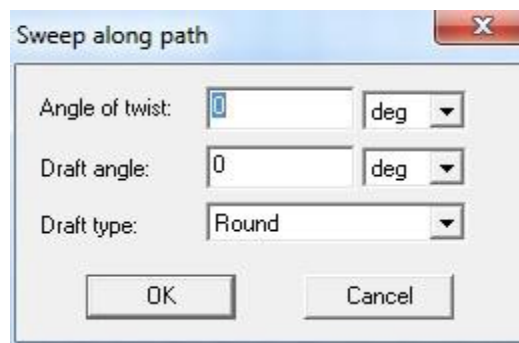 Sweep along path
Angle of twist: 0 deg
Draft angle: 0 deg
Draft type: Round
OK Cancel